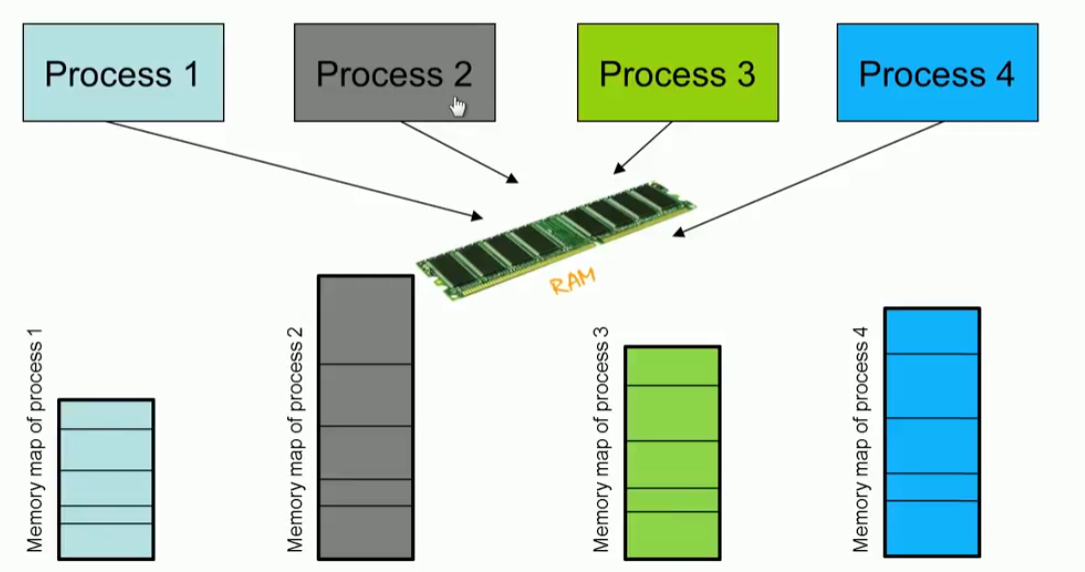 Process 1
Process 2
Process 3
Process 4
RAM
Memory map of process 1
Memory map of process 2
Memory map of process 3
Memory map of process 4